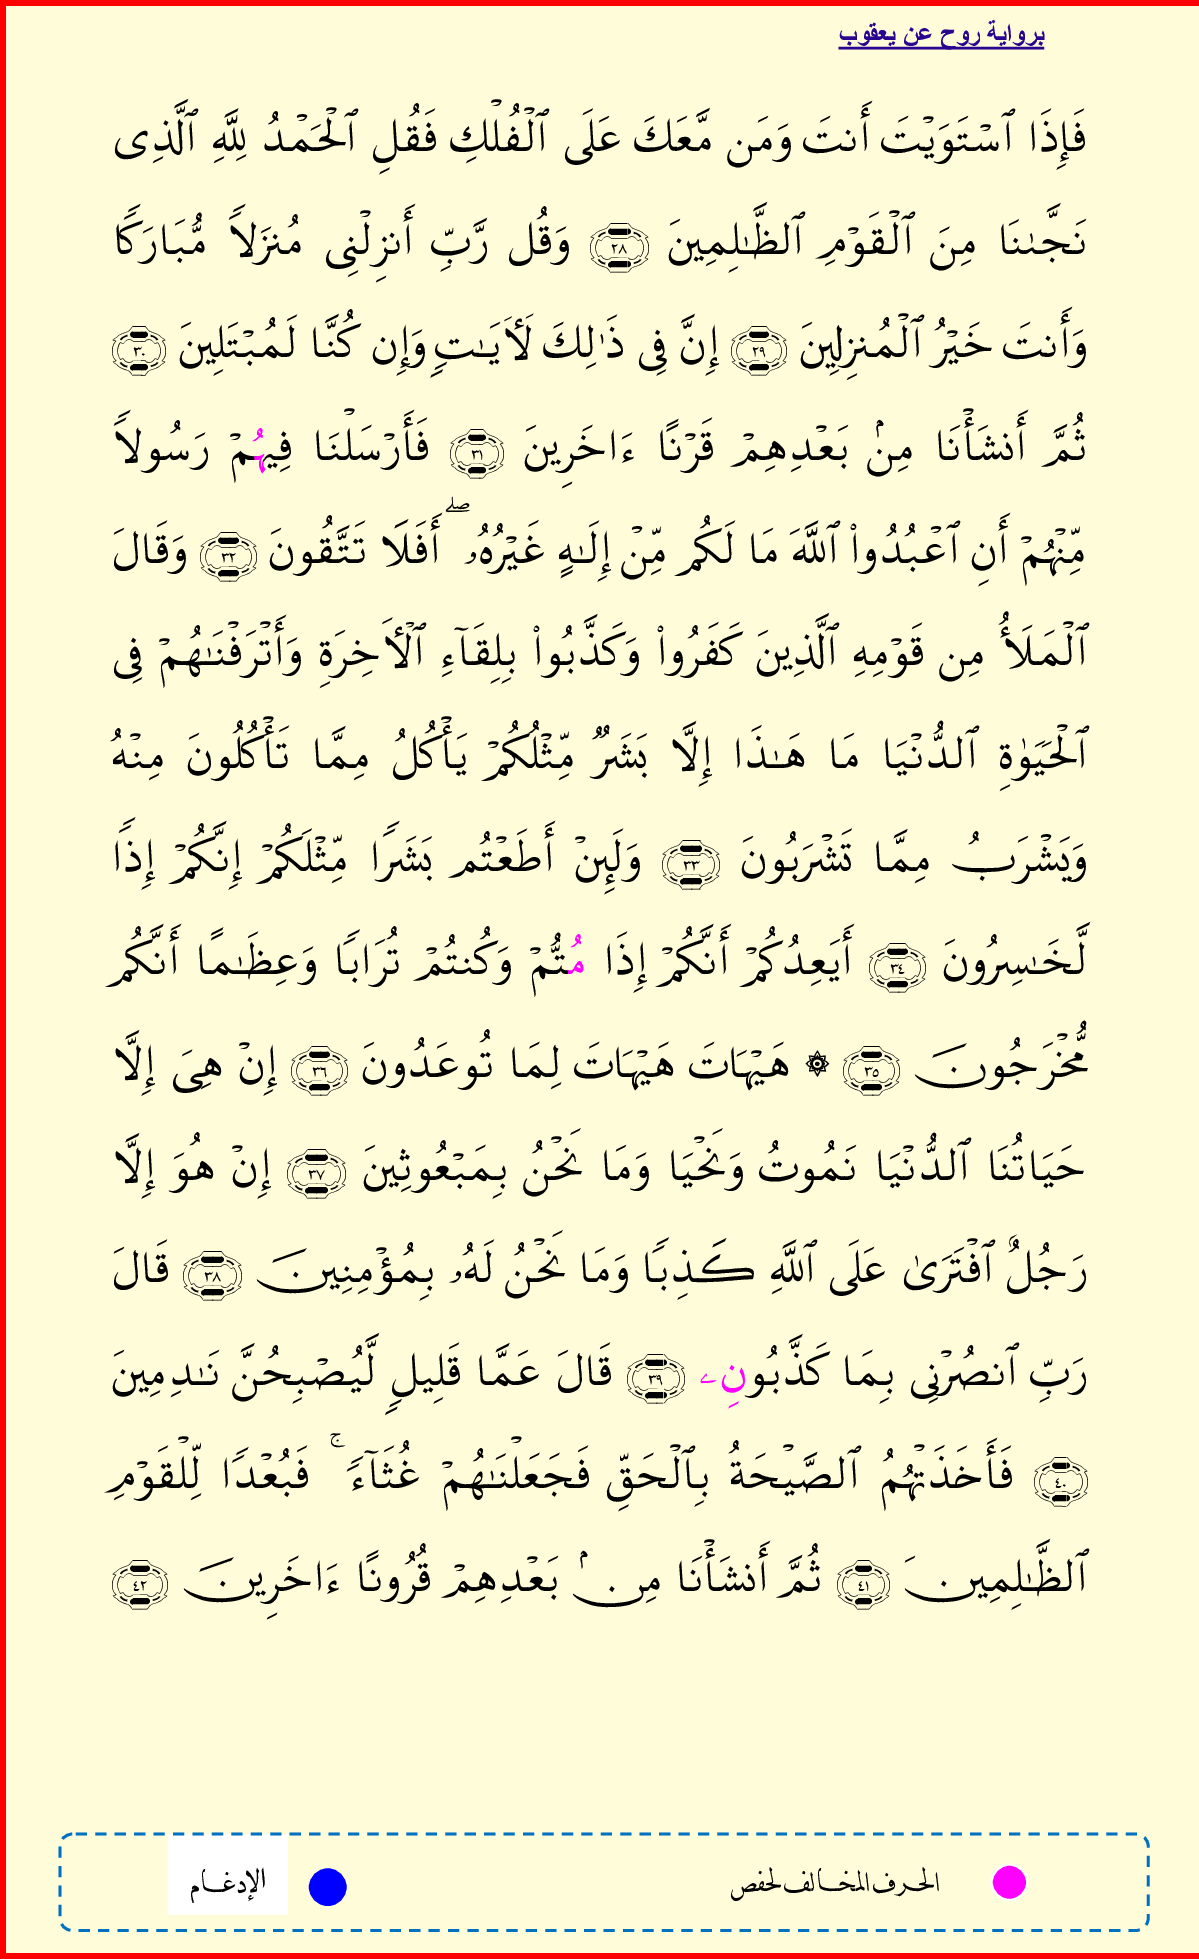 برواية روح عن يعقوب
فَإِذَا ٱسْتَوَيْتَ أَنتَ وَمَن مَّعَكَ عَلَى ٱلْفُلْكِ فَقُلِ ٱلْحَمْدُ لِلَّهِ ٱلَّذِى
نَجَّىٰنَا مِنَ ٱلْقَوْمِ ٱلظَّٰلِمِينَ ٢٨ وَقُل رَّبِّ أَنزِلْنِى مُنزَلًا مُّبَارَكًا
وَأَنتَ خَيْرُ ٱلْمُنزِلِينَ ٢٩ إِنَّ فِى ذَٰلِكَ لَأٓيَٰتٍ وَإِن كُنَّا لَمُبْتَلِينَ ٣٠
ثُمَّ أَنشَأْنَا مِنۢ بَعْدِهِمْ قَرْنًا ءَاخَرِينَ ٣١ فَأَرْسَلْنَا فِيهُمْ رَسُولًا
مِّنْهُمْ أَنِ ٱعْبُدُوا۟ ٱللَّهَ مَا لَكُم مِّنْ إِلَٰهٍ غَيْرُهُۥٓ ۖ أَفَلَا تَتَّقُونَ ٣٢ وَقَالَ
ٱلْمَلَأُ مِن قَوْمِهِ ٱلَّذِينَ كَفَرُوا۟ وَكَذَّبُوا۟ بِلِقَآءِ ٱلْأَخِرَةِ وَأَتْرَفْنَٰهُمْ فِى
ٱلْحَيَوٰةِ ٱلدُّنْيَا مَا هَٰذَا إِلَّا بَشَرٌ مِّثْلُكُمْ يَأْكُلُ مِمَّا تَأْكُلُونَ مِنْهُ
وَيَشْرَبُ مِمَّا تَشْرَبُونَ ٣٣ وَلَئِنْ أَطَعْتُم بَشَرًا مِّثْلَكُمْ إِنَّكُمْ إِذًا
لَّخَٰسِرُونَ ٣٤ أَيَعِدُكُمْ أَنَّكُمْ إِذَا مُتُّمْ وَكُنتُمْ تُرَابًا وَعِظَٰمًا أَنَّكُم
مُّخْرَجُونَ ٣٥ ۞ هَيْهَاتَ هَيْهَاتَ لِمَا تُوعَدُونَ ٣٦ إِنْ هِىَ إِلَّا
حَيَاتُنَا ٱلدُّنْيَا نَمُوتُ وَنَحْيَا وَمَا نَحْنُ بِمَبْعُوثِينَ ٣٧ إِنْ هُوَ إِلَّا
رَجُلٌ ٱفْتَرَىٰ عَلَى ٱللَّهِ كَذِبًا وَمَا نَحْنُ لَهُۥ بِمُؤْمِنِينَ ٣٨ قَالَ
رَبِّ ٱنصُرْنِى بِمَا كَذَّبُونِۦ ٣٩ قَالَ عَمَّا قَلِيلٍ لَّيُصْبِحُنَّ نَٰدِمِينَ
٤٠ فَأَخَذَتْهُمُ ٱلصَّيْحَةُ بِٱلْحَقِّ فَجَعَلْنَٰهُمْ غُثَآءً ۚ فَبُعْدًا لِّلْقَوْمِ
ٱلظَّٰلِمِينَ ٤١ ثُمَّ أَنشَأْنَا مِنۢ بَعْدِهِمْ قُرُونًا ءَاخَرِينَ ٤٢
الحرف المخالف لحفص الإدغام